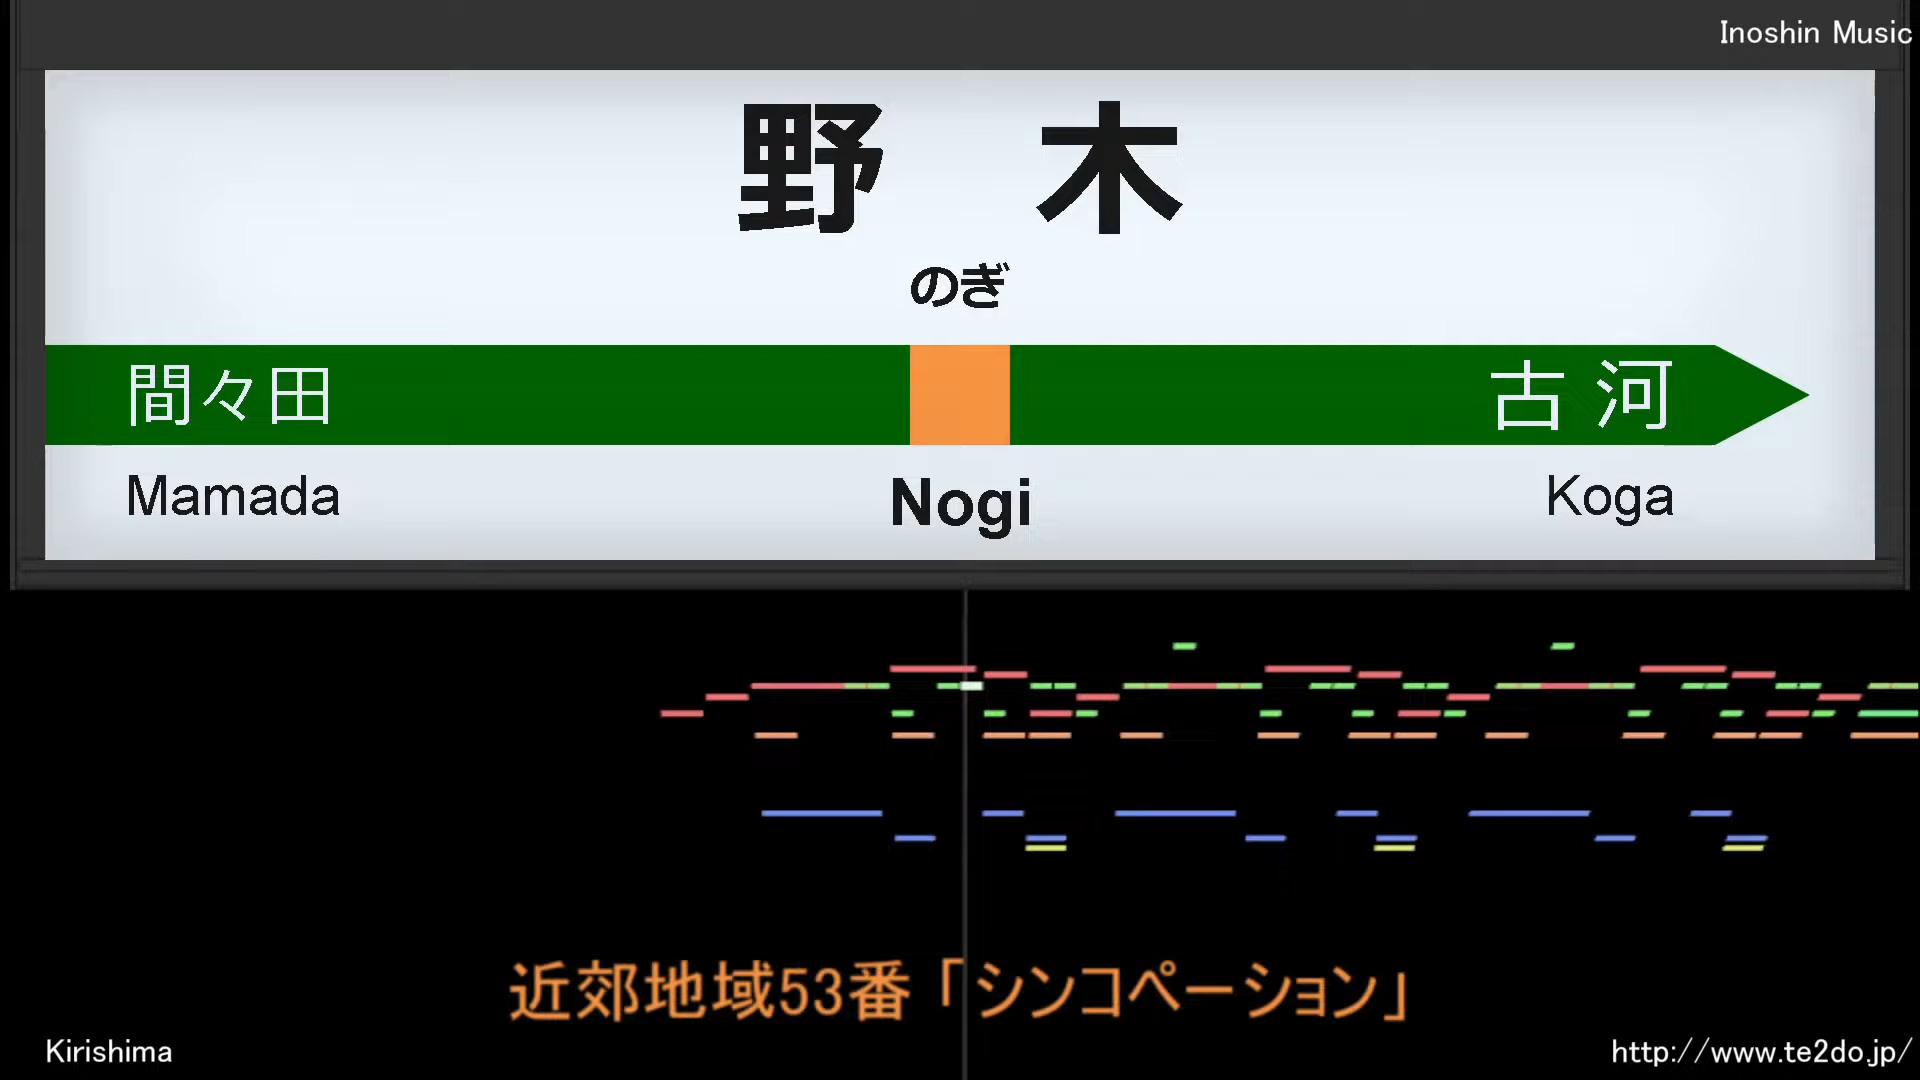 Inoshin Music
野 木
のぎ
間々田
古 河
Mamada
Nogi
Koga
近郊地域53番「シンコペーション」
Kirishima
http://www.te2do.jp/